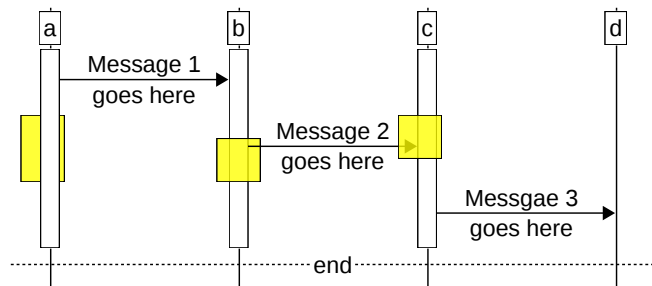 a
b
c
d
Message 1
goes here
Message 2
goes here
Messgae 3
goes here
end